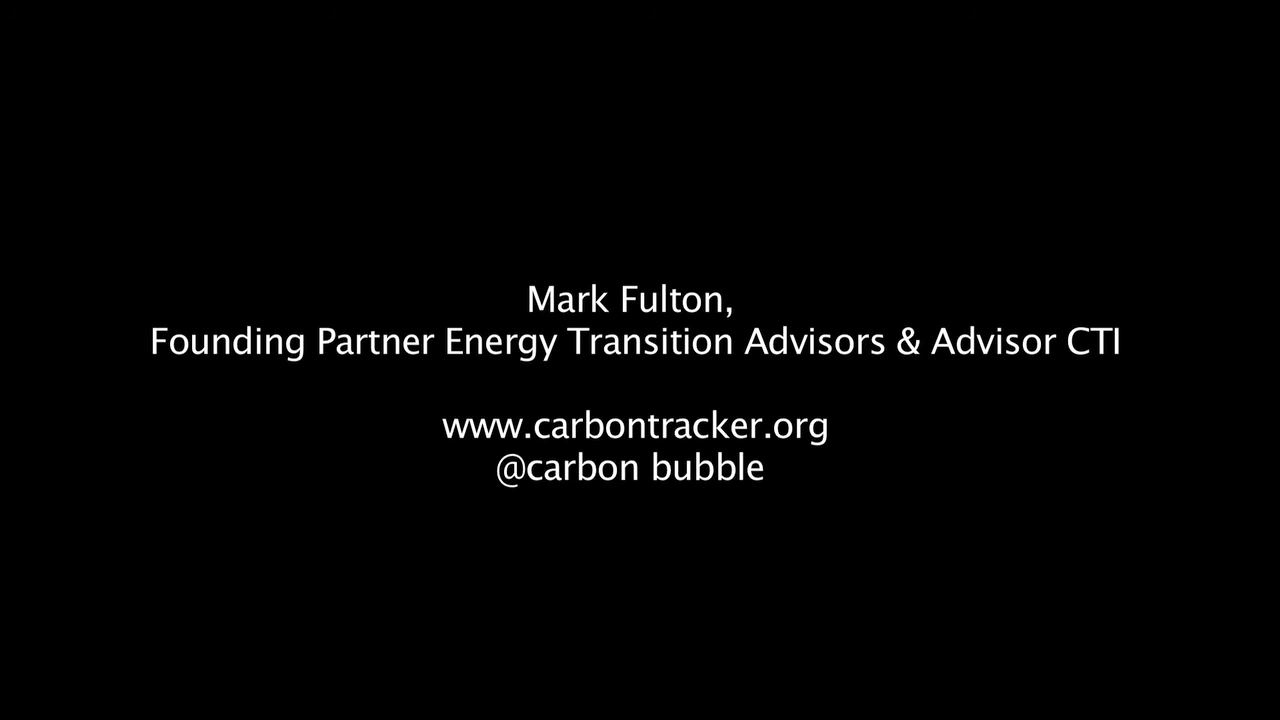 Mark Fulton,
Founding Partner Energy Transition Advisors & Advisor CTI
www.carbontracker.org
@carbon bubble